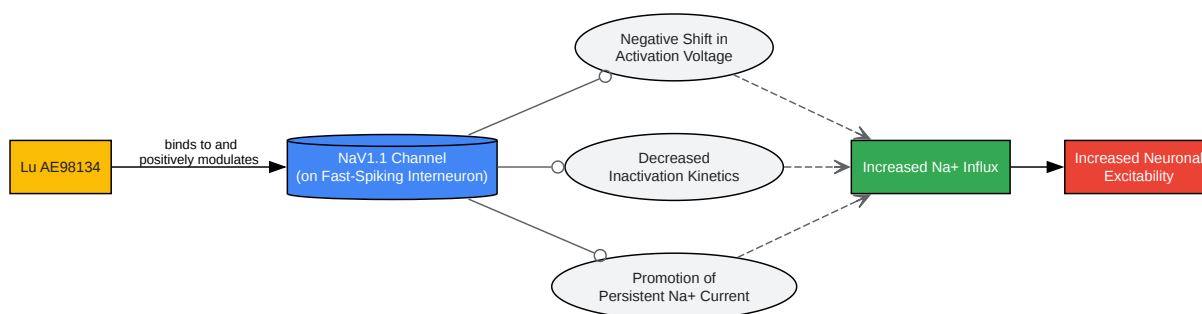 Lu AE98134
binds to and
positively modulates
NaV1.1 Channel
(on Fast-Spiking Interneuron)
Negative Shift in
Activation Voltage
Decreased
Inactivation Kinetics
Promotion of
Persistent Na+ Current
Increased Na+ Influx
Increased Neuronal
Excitability